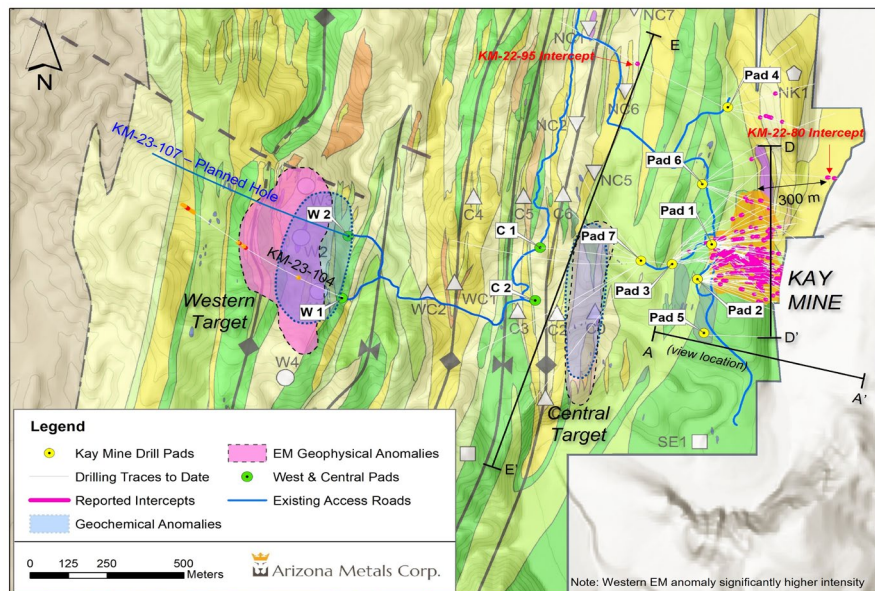 N
NC1
NC7
E
KM-22-95 Intercept
Pad 4
NK1
NC6
KM-22-80 Intercept
NC2
D
KM-23-107 – Planned Hole
Pad 6
NC5
300 m
C4
C5
C6
Pad 1
W 2
W2
C 1
Pad 7
KAY
MINE
KM-23-104
C 2
Pad 3
Western
Target
W 1
WC2
WC1
Pad 2
C3
C2
C9
Pad 5
D'
A
(view location)
W4
A'
Central
Target
SE1
E'
Legend
Kay Mine Drill Pads
EM Geophysical Anomalies
Drilling Traces to Date
West & Central Pads
Reported Intercepts
Existing Access Roads
Geochemical Anomalies
0 125 250 500
Meters
Arizona Metals Corp.
Note: Western EM anomaly significantly higher intensity